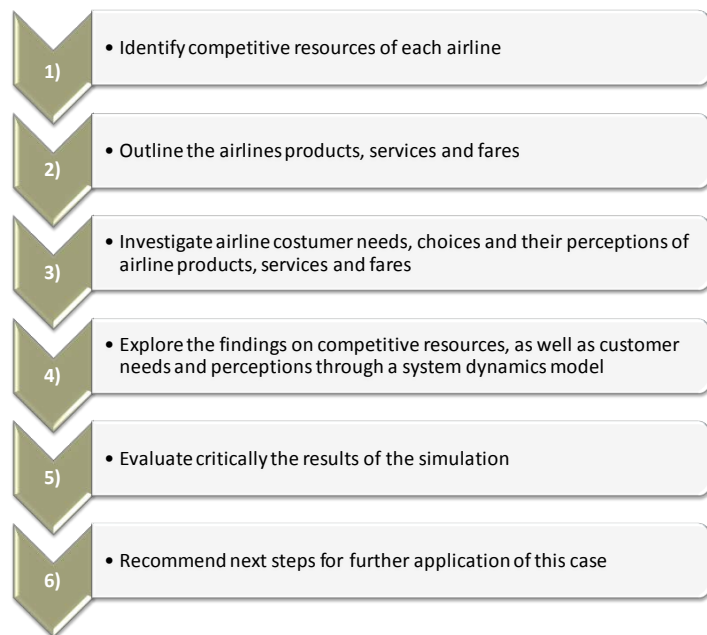 1)
• Identify competitive resources of each airline
2)
• Outline the airlines products, services and fares
3)
• Investigate airline costumer needs, choices and their perceptions of
airline products, services and fares
4)
• Explore the findings on competitive resources, as well as customer
needs and perceptions through a system dynamics model
5)
• Evaluate critically the results of the simulation
6)
• Recommend next steps for further application of this case